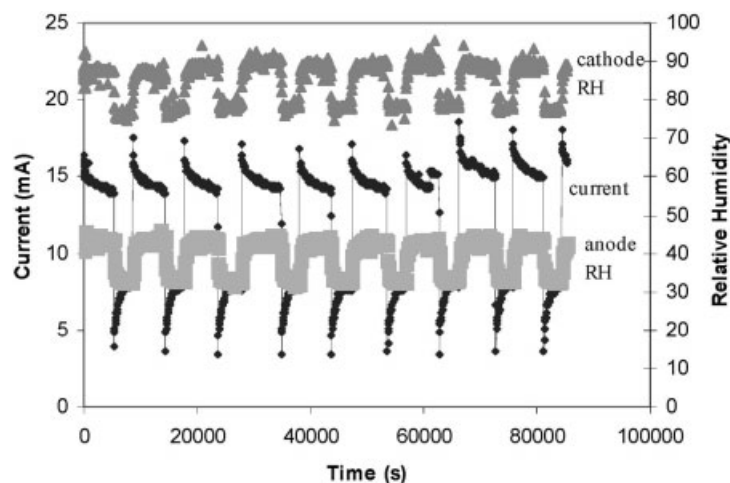 25
20
15
10
5
0
Current (mA)
0
20000
40000
60000
80000
100000
Time (s)
100
90
80
70
60
50
40
30
20
10
0
Relative Humidity
cathode
RH
current
anode
RH